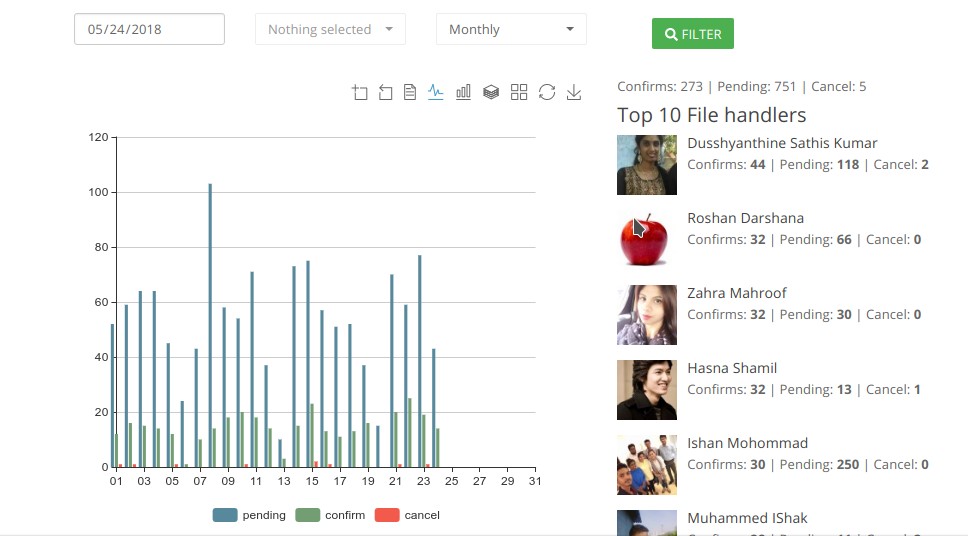 05/24/2018
Nothing selected
Monthly
FILTER
Confirms: 273 | Pending: 751 | Cancel: 5
Top 10 File handlers
Dusshyanthine Sathis Kumar
Confirms: 44 | Pending: 118 | Cancel: 2
Roshan Darshana
Confirms: 32 | Pending: 66 | Cancel: 0
Zahra Mahroof
Confirms: 32 | Pending: 30 | Cancel: 0
Hasna Shamil
Confirms: 32 | Pending: 13 | Cancel: 1
Ishan Mohommad
Confirms: 30 | Pending: 250 | Cancel: 0
Muhammed IShak
120
100
80
60
40
20
0
01 03 05 07 09 11 13 15 17 19 21 23 25 27 29 31
pending confirm cancel